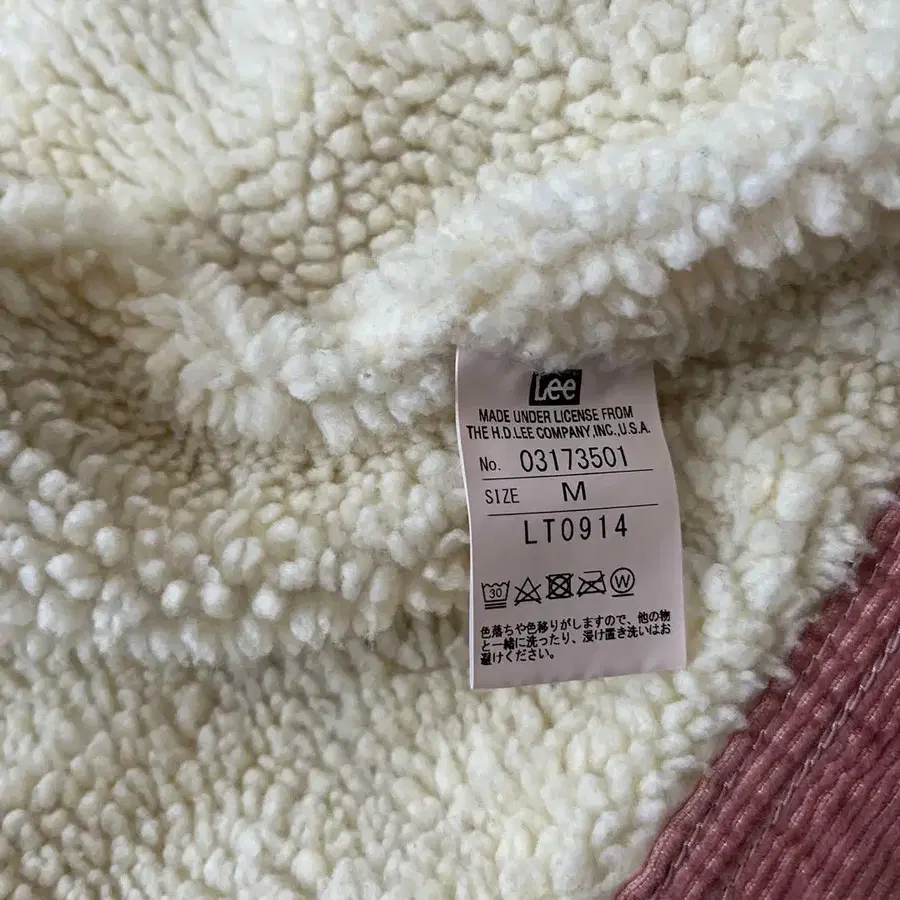 Lee
MADE UNDER LICENSE FROM
THE H.D.LEE COMPANY,INC.,U.S.A.
No. 03173501
SIZE M
LT0914
30 W
色落ちや色移りがしますので、他の物
と一緒に洗ったり、浸け置き洗いはお
避けください。